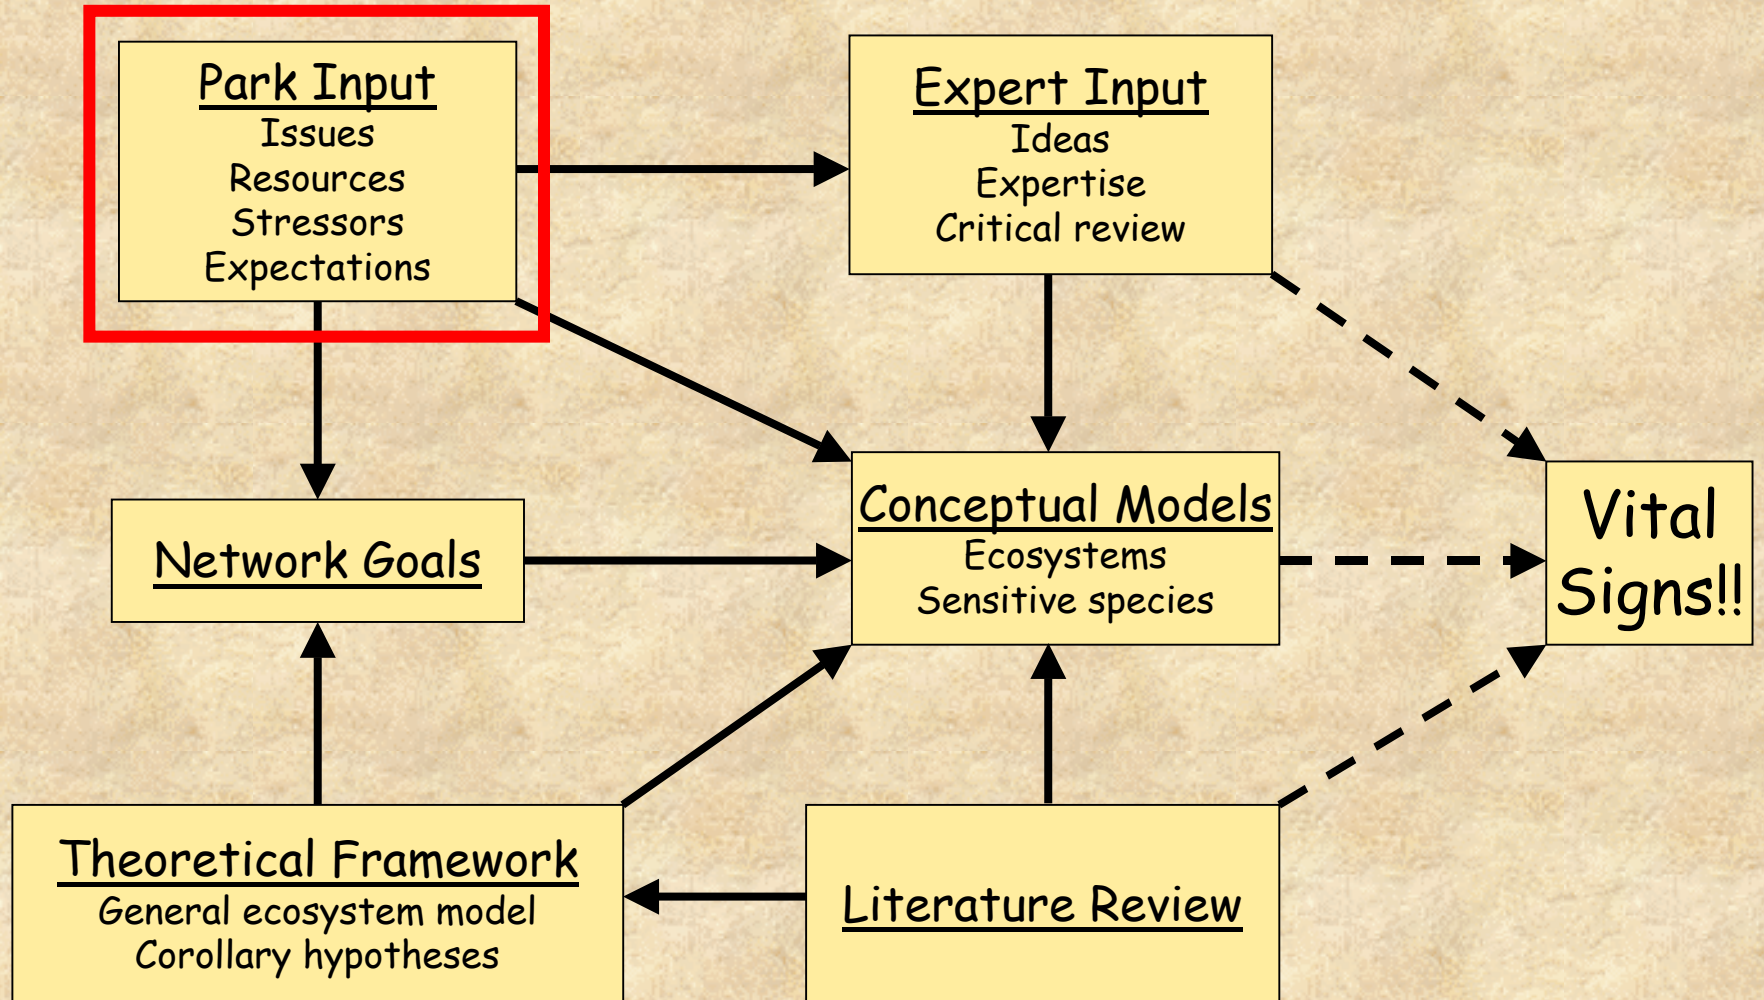 Park Input
Issues
Resources
Stressors
Expectations
Expert Input
Ideas
Expertise
Critical review
Network Goals
Conceptual Models
Ecosystems
Sensitive species
Vital
Signs!!
Theoretical Framework
General ecosystem model
Corollary hypotheses
Literature Review